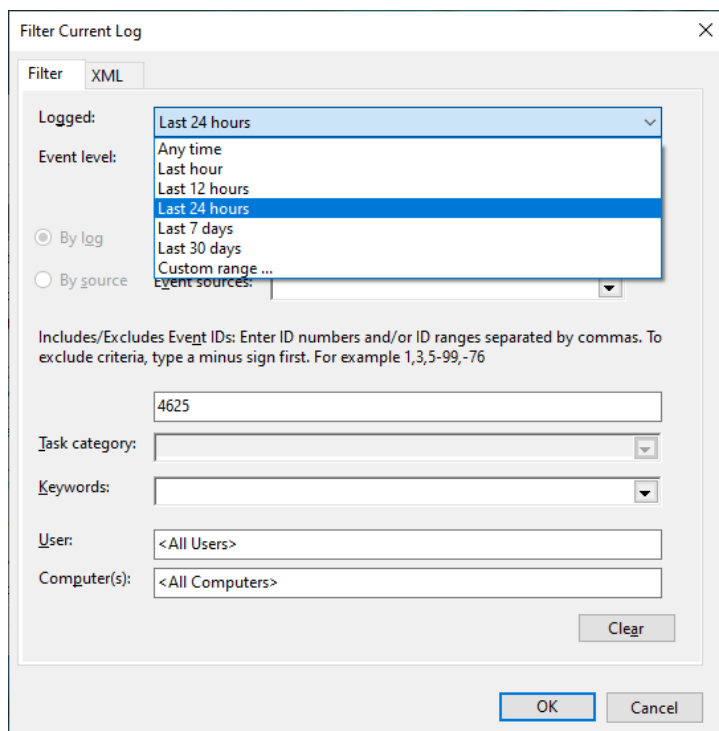 Filter Current Log
Filter XML
Logged: Last 24 hours
Event level: Any time
Last hour
Last 12 hours
Last 24 hours
By log Last 7 days
Last 30 days
Custom range ...
By source Event sources:
Includes/Excludes Event IDs: Enter ID numbers and/or ID ranges separated by commas. To
exclude criteria, type a minus sign first. For example 1,3,5-99,-76
4625
Task category:
Keywords:
User: <All Users>
Computer(s): <All Computers>
Clear
OK Cancel